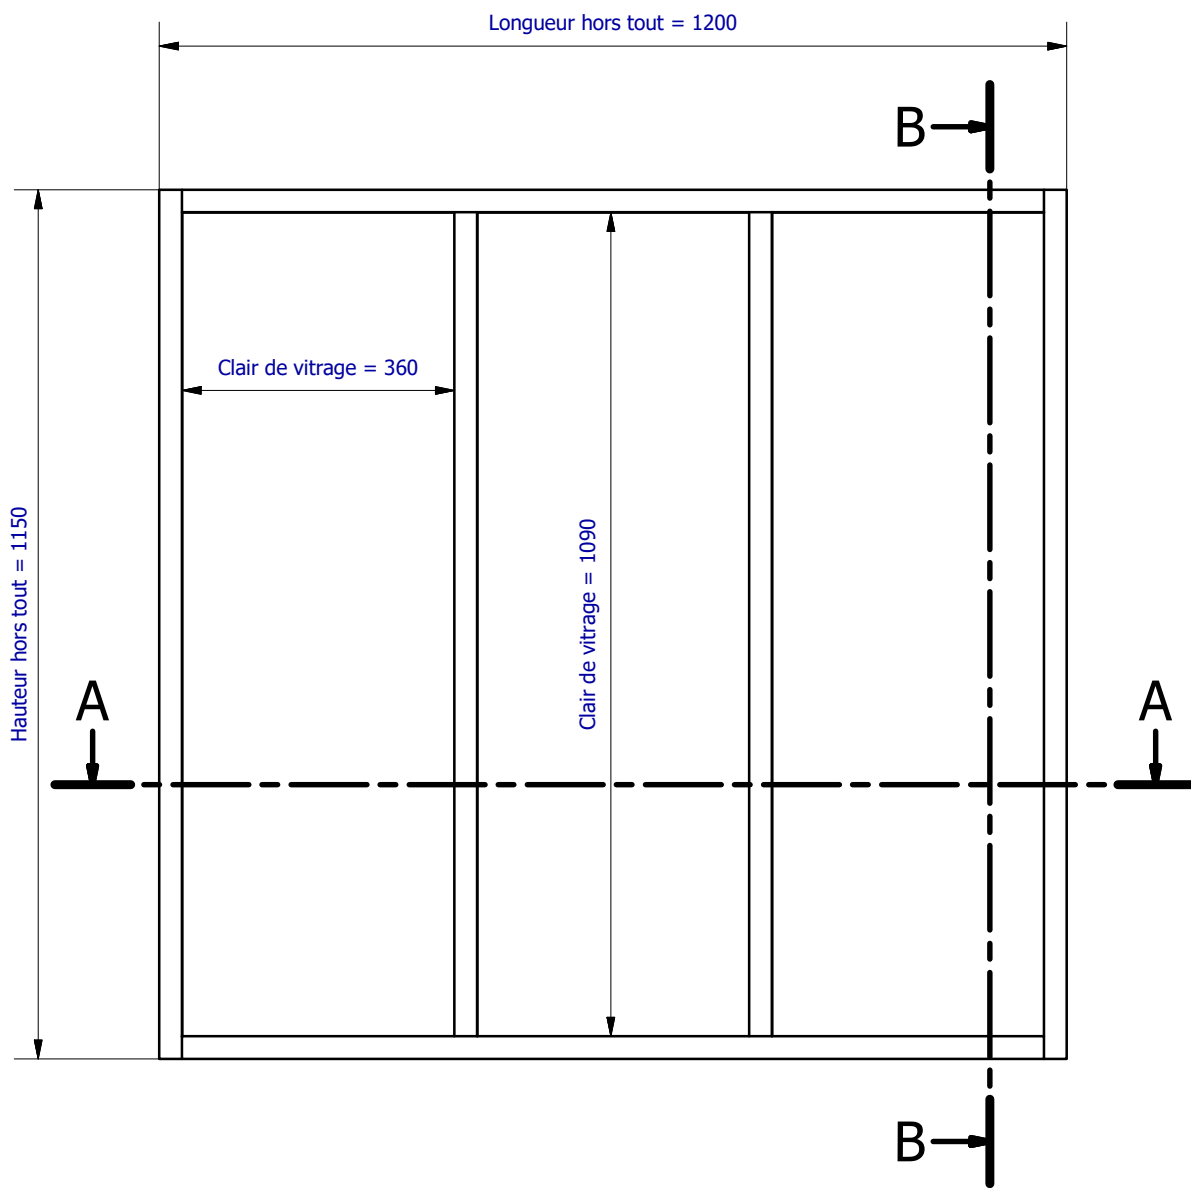 Longueur hors tout = 1200
B
Clair de vitrage = 360
Hauteur hors tout = 1150
Clair de vitrage = 1090
A
A
B